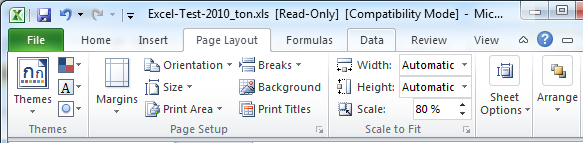 Excel-Test-2010_ton.xls [Read-Only] [Compatibility Mode] - Mic...
File Home Insert Page Layout Formulas Data Review View
Themes Margins Orientation Breaks Width: Automatic Sheet Options Arrange
Size Background Height: Automatic
Print Area Print Titles Scale: 80 %
Themes Page Setup Scale to Fit